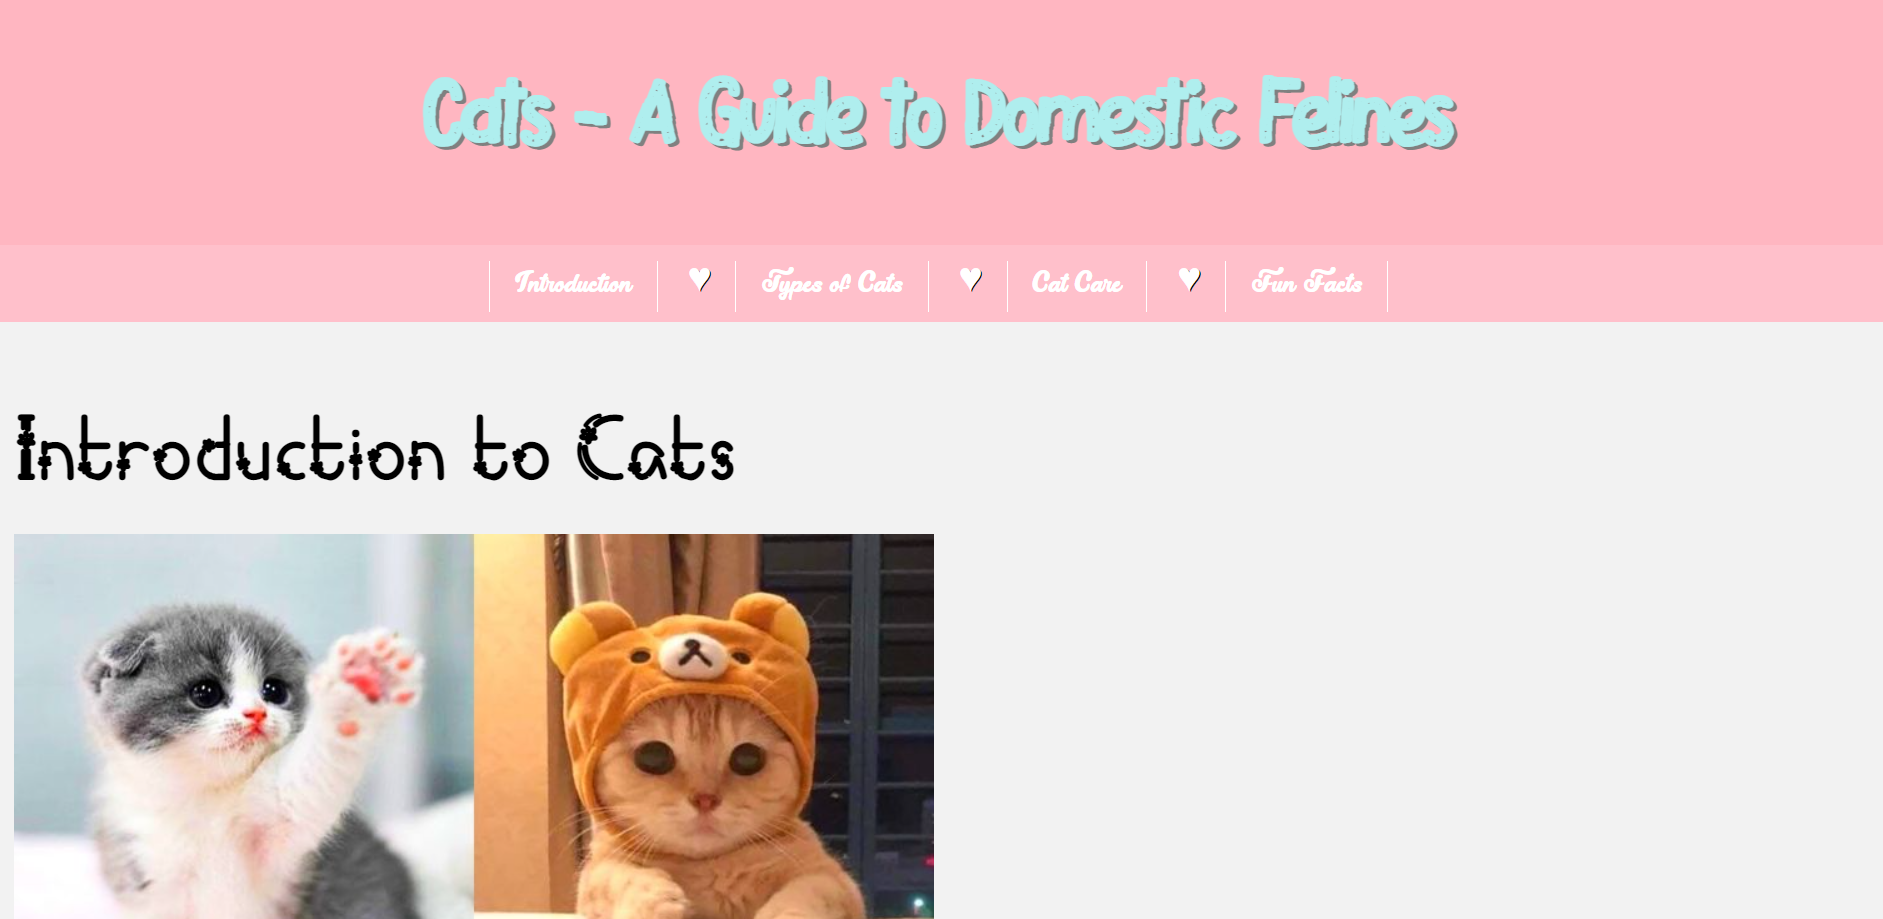 Cats - A Guide to Domestic Felines
Introduction ♥ Types of Cats ♥ Cat Care ♥ Fun Facts
Introduction to Cats